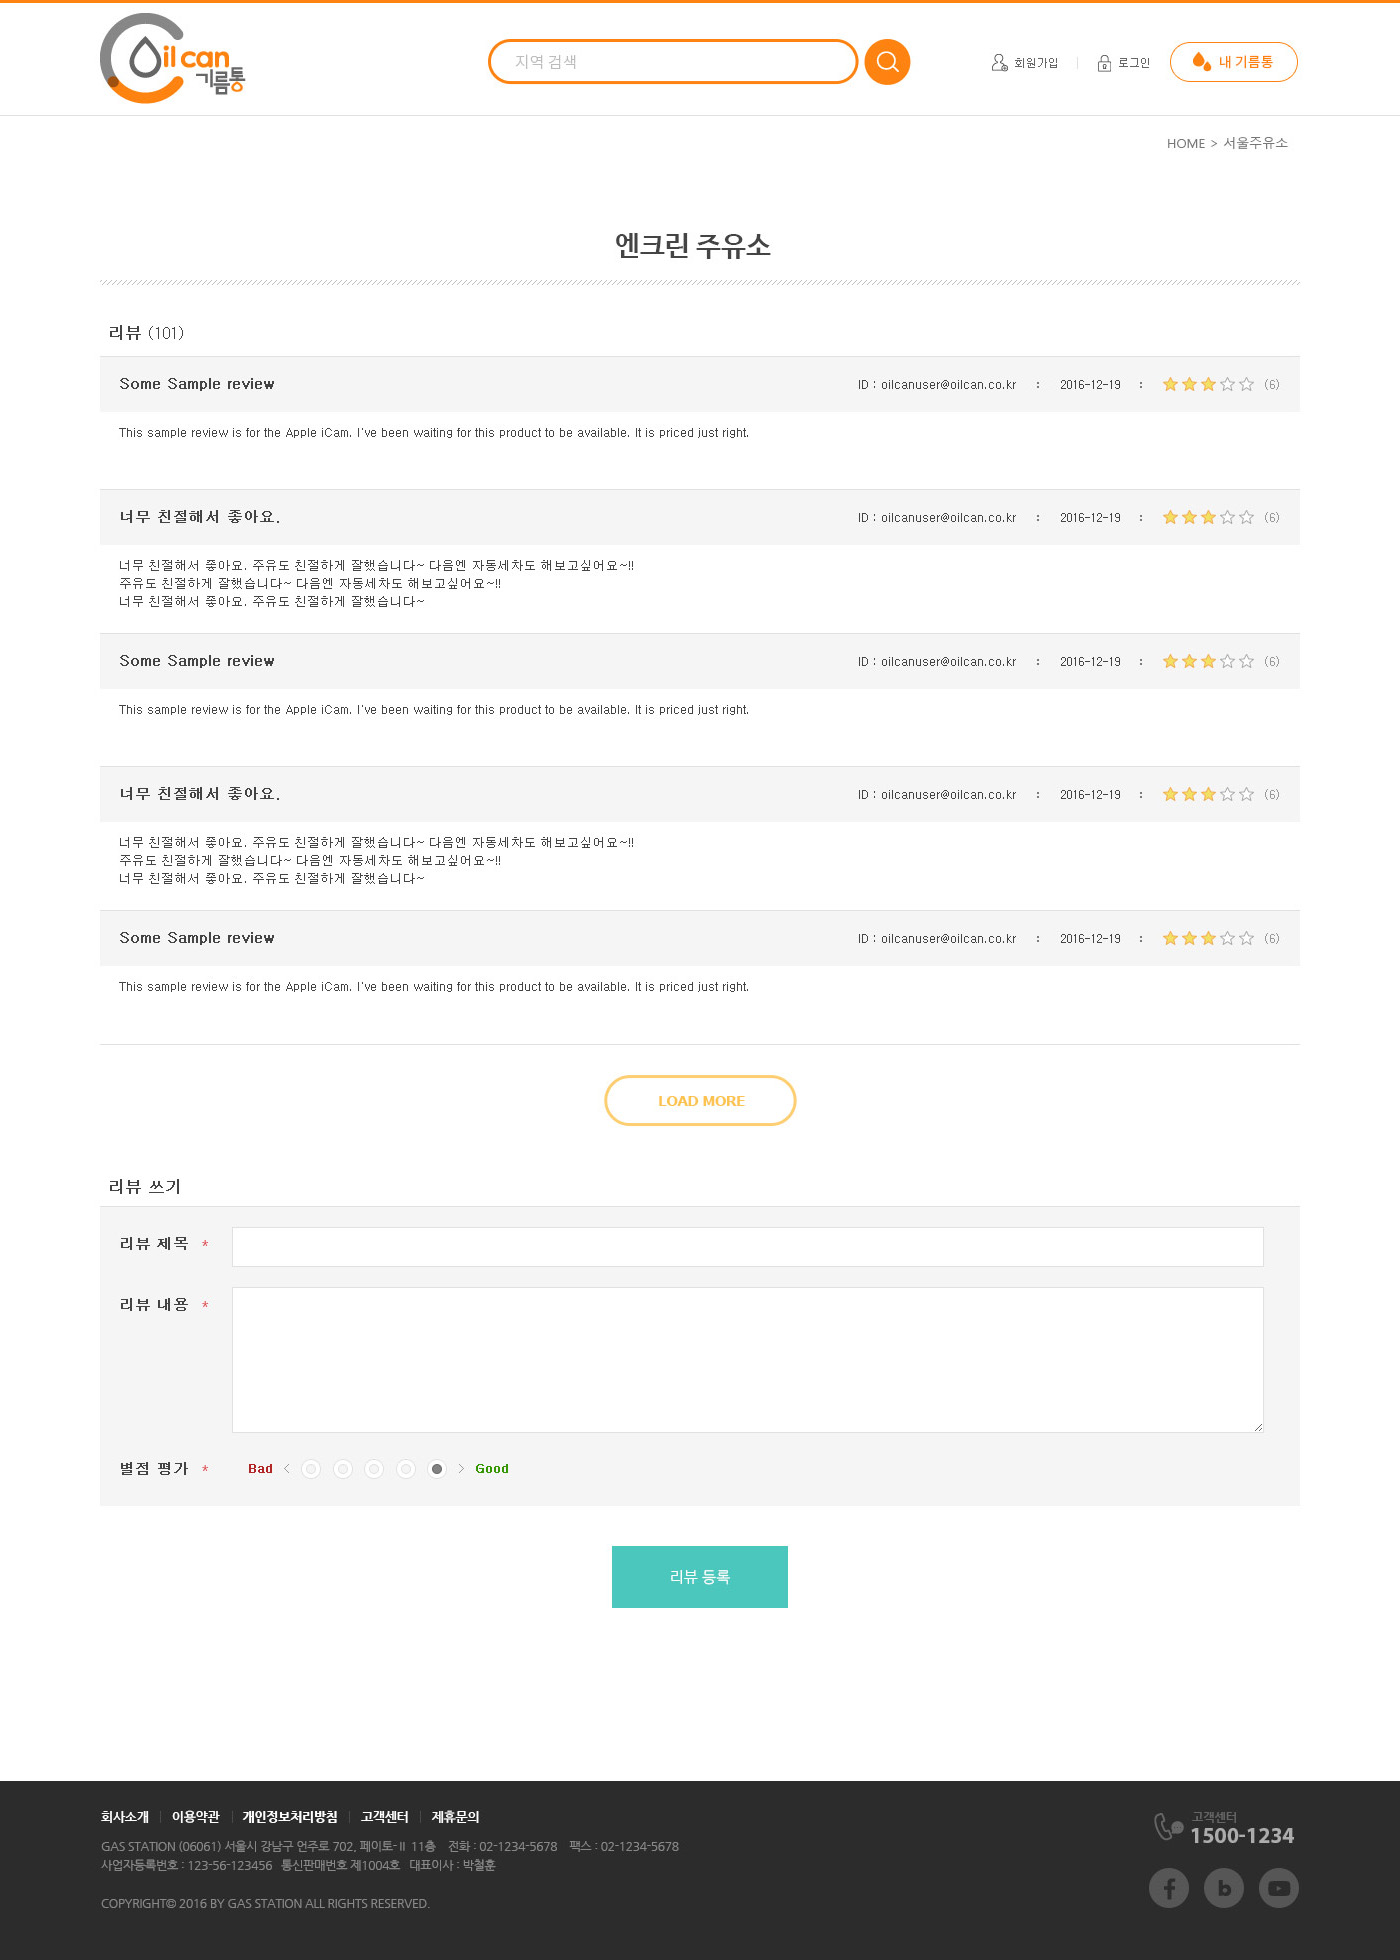 Oil can
기름통
지역 검색
회원가입
로그인
내 기름통
HOME > 서울주유소
엔크린 주유소
리뷰 (101)
Some Sample review ID : oilcanuser@oilcan.co.kr : 2016-12-19 : (6)
This sample review is for the Apple iCam. I've been waiting for this product to be available. It is priced just right.
너무 친절해서 좋아요. ID : oilcanuser@oilcan.co.kr : 2016-12-19 : (6)
너무 친절해서 좋아요. 주유도 친절하게 잘했습니다~ 다음엔 자동세차도 해보고싶어요~!!
주유도 친절하게 잘했습니다~ 다음엔 자동세차도 해보고싶어요~!!
너무 친절해서 좋아요. 주유도 친절하게 잘했습니다~
Some Sample review ID : oilcanuser@oilcan.co.kr : 2016-12-19 : (6)
This sample review is for the Apple iCam. I've been waiting for this product to be available. It is priced just right.
너무 친절해서 좋아요. ID : oilcanuser@oilcan.co.kr : 2016-12-19 : (6)
너무 친절해서 좋아요. 주유도 친절하게 잘했습니다~ 다음엔 자동세차도 해보고싶어요~!!
주유도 친절하게 잘했습니다~ 다음엔 자동세차도 해보고싶어요~!!
너무 친절해서 좋아요. 주유도 친절하게 잘했습니다~
Some Sample review ID : oilcanuser@oilcan.co.kr : 2016-12-19 : (6)
This sample review is for the Apple iCam. I've been waiting for this product to be available. It is priced just right.
LOAD MORE
리뷰 쓰기
리뷰 제목 *
리뷰 내용 *
별점 평가 * Bad < > Good
리뷰 등록
회사소개 | 이용약관 | 개인정보처리방침 | 고객센터 | 제휴문의
GAS STATION (06061) 서울시 강남구 언주로 702, 페이토-Ⅱ 11층 전화 : 02-1234-5678 팩스 : 02-1234-5678
사업자등록번호 : 123-56-123456 통신판매번호 제1004호 대표이사 : 박철훈
COPYRIGHT© 2016 BY GAS STATION ALL RIGHTS RESERVED.
고객센터
1500-1234